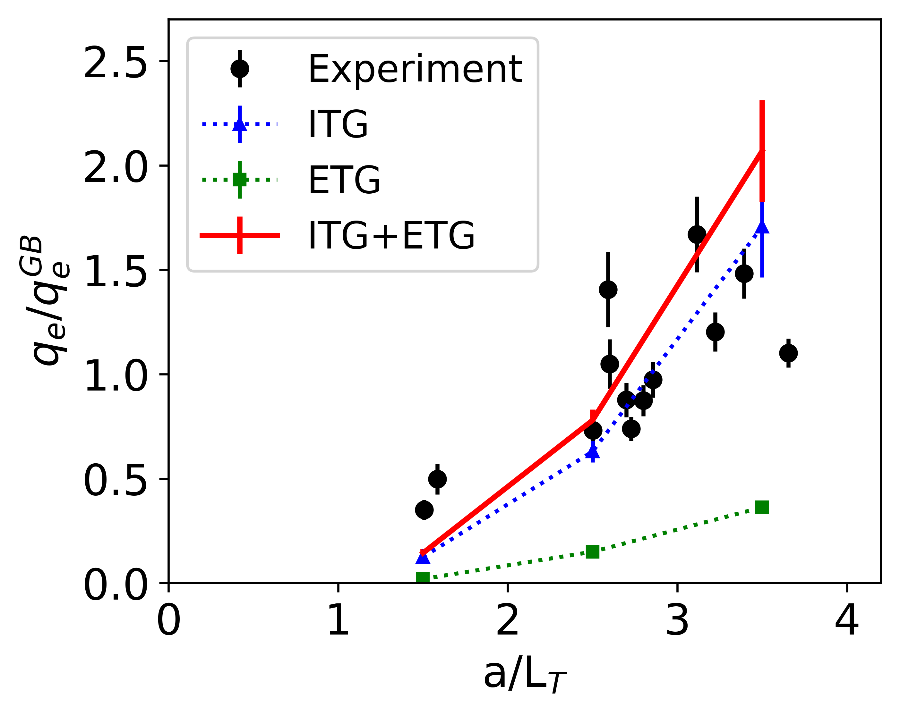 2.5
2.0
1.5
1.0
0.5
0.0
0 1 2 3 4
q_e/q_e^{GB}
a/L_T
Experiment
ITG
ETG
ITG+ETG